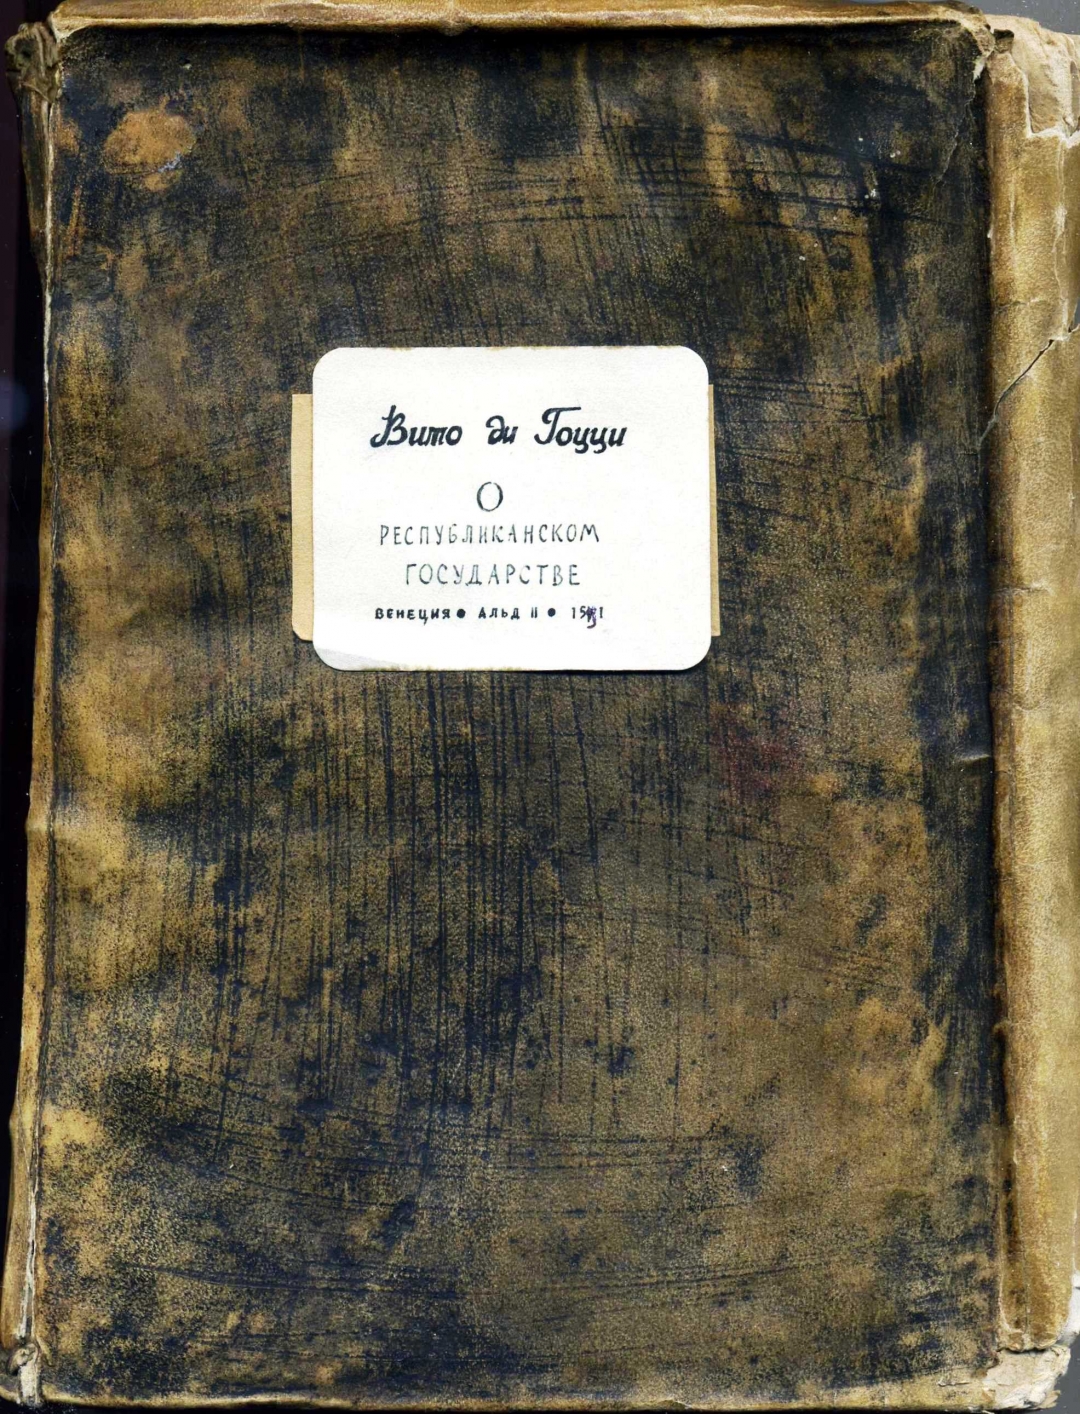 Вито ди Гоцци
О
РЕСПУБЛИКАНСКОМ
ГОСУДАРСТВЕ
ВЕНЕЦИЯ • АЛЬД II •